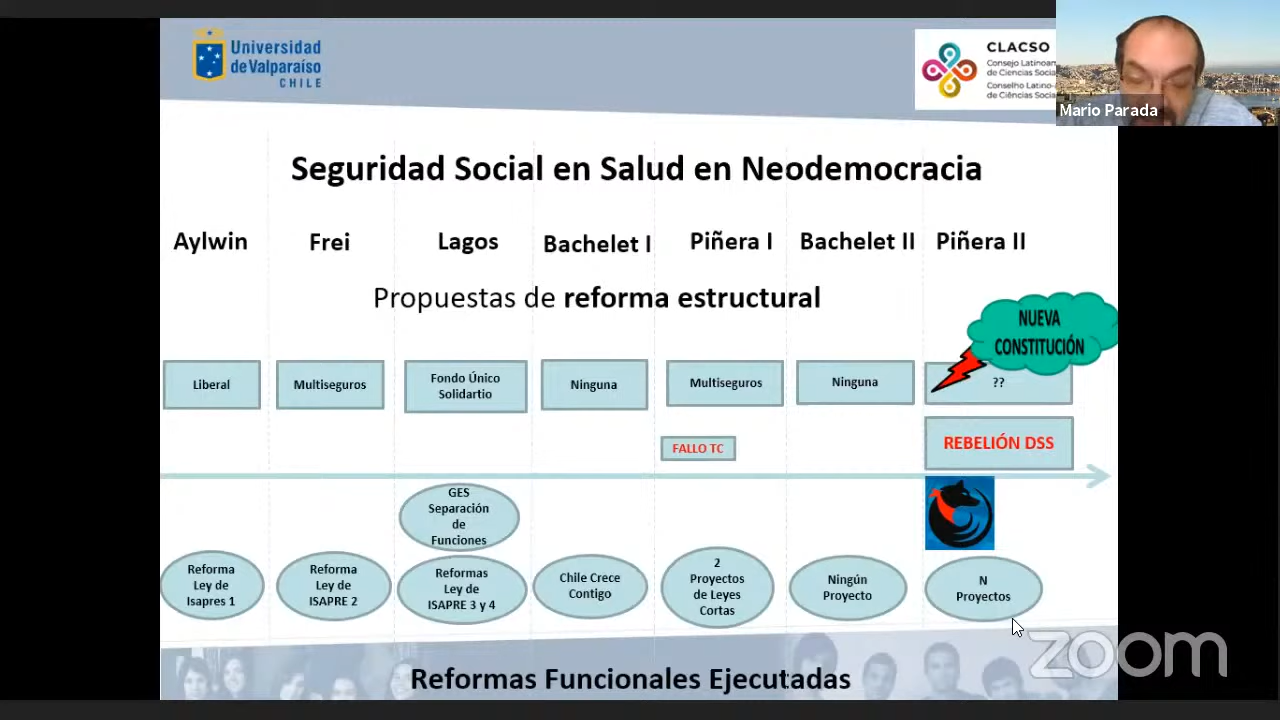 Universidad
de Valparaíso
CHILE
CLACSO
Consejo Latinoam
de Ciencias Socia
Conselho Latino-a
de Ciências Socia
Mario Parada
Seguridad Social en Salud en Neodemocracia
Aylwin
Frei
Lagos
Bachelet I
Piñera I
Bachelet II
Piñera II
Propuestas de reforma estructural
NUEVA
CONSTITUCIÓN
Liberal
Multiseguros
Fondo Único
Solidartio
Ninguna
Multiseguros
Ninguna
??
FALLO TC
REBELIÓN DSS
GES
Separación
de
Funciones
Reforma
Ley de
Isapres 1
Reforma
Ley de
ISAPRE 2
Reformas
Ley de
ISAPRE 3 y 4
Chile Crece
Contigo
2
Proyectos
de Leyes
Cortas
Ningún
Proyecto
N
Proyectos
zoom
Reformas Funcionales Ejecutadas